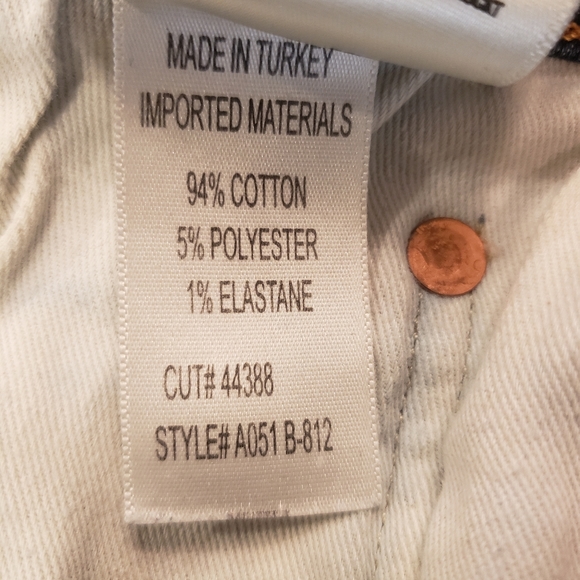 MADE IN TURKEY
IMPORTED MATERIALS
94% COTTON
5% POLYESTER
1% ELASTANE
CUT# 44388
STYLE# A051 B-812